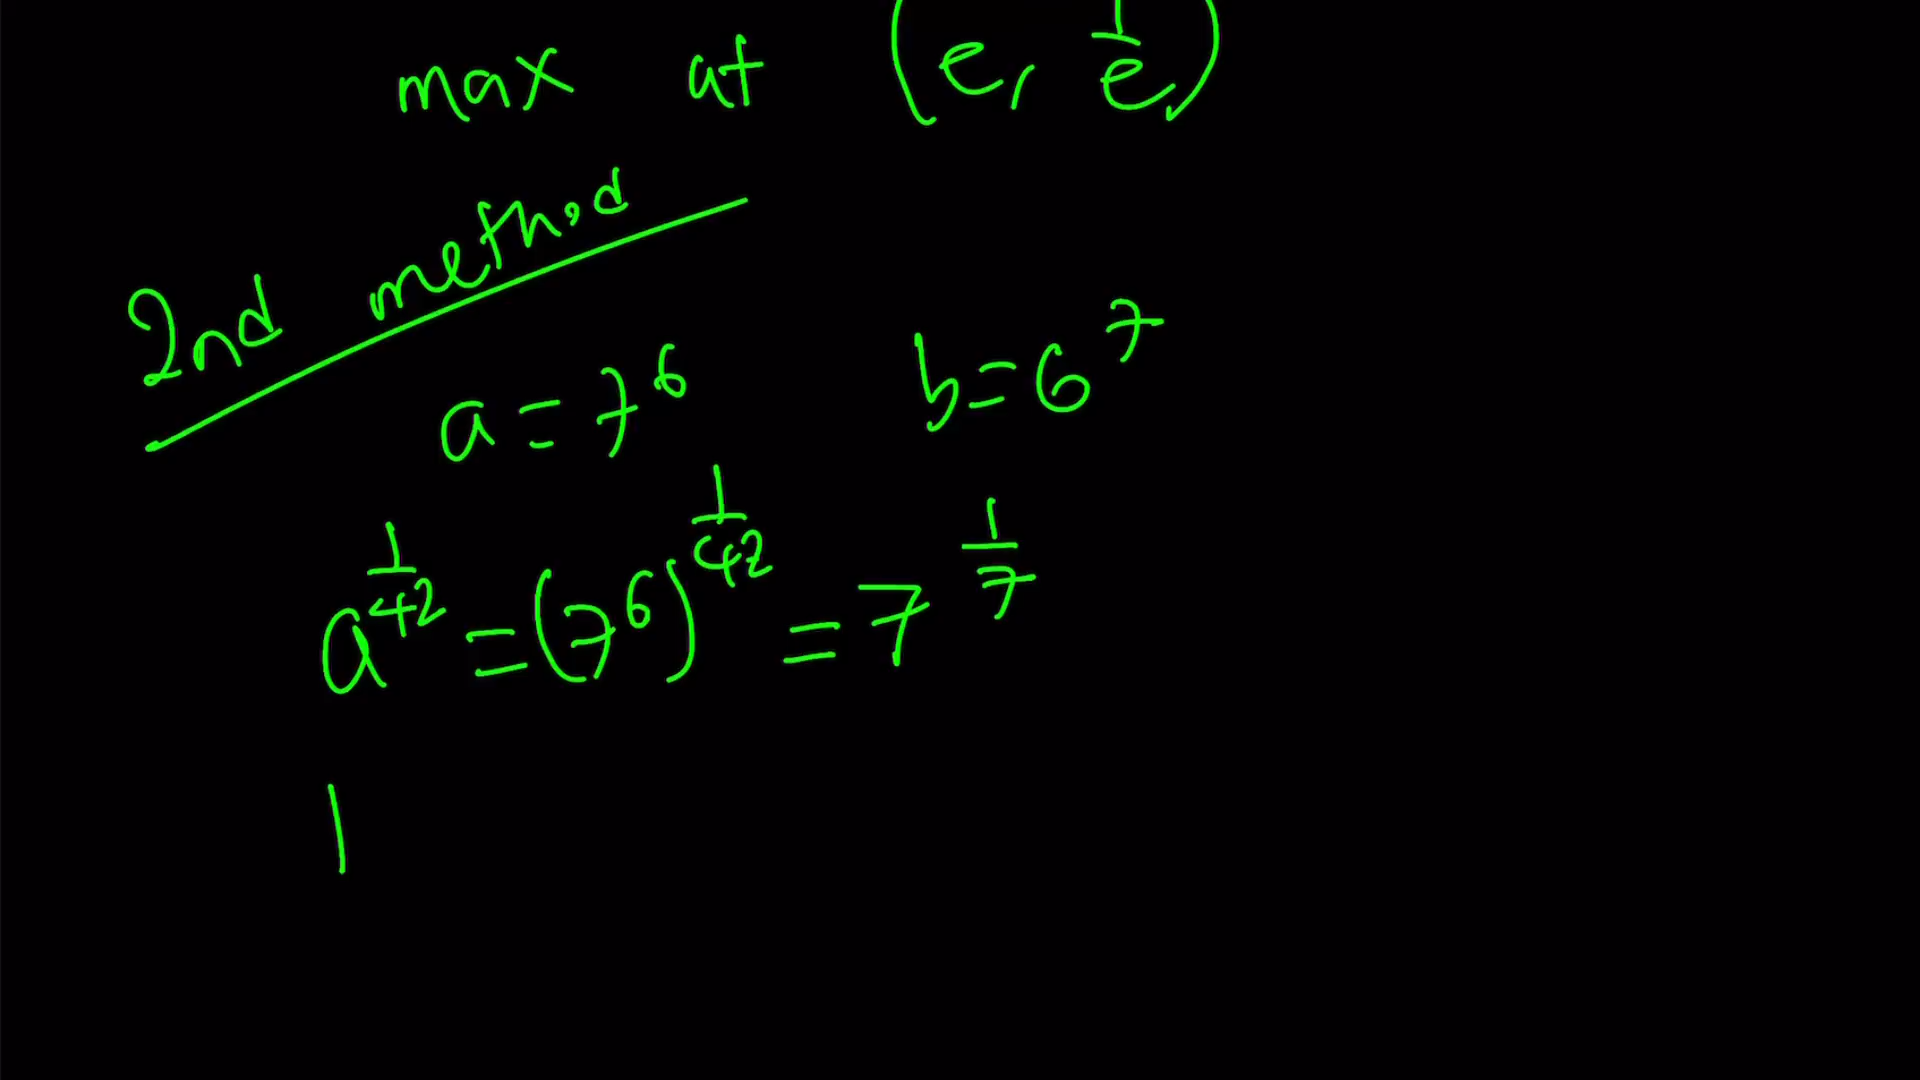 max at (e, 1/e)
2nd method
a = 7^6 b = 6^7
a^(1/42) = (7^6)^(1/42) = 7^(1/7)